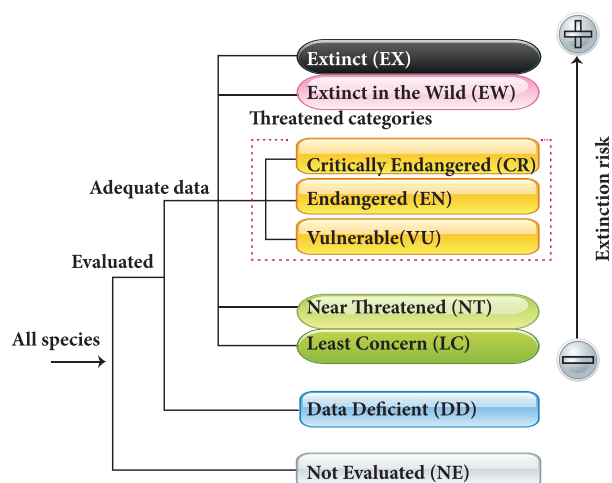 Extinct (EX)
Extinct in the Wild (EW)
Threatened categories
Critically Endangered (CR)
Adequate data
Endangered (EN)
Vulnerable(VU)
Evaluated
Near Threatened (NT)
All species
Least Concern (LC)
Data Deficient (DD)
Not Evaluated (NE)
Extinction risk